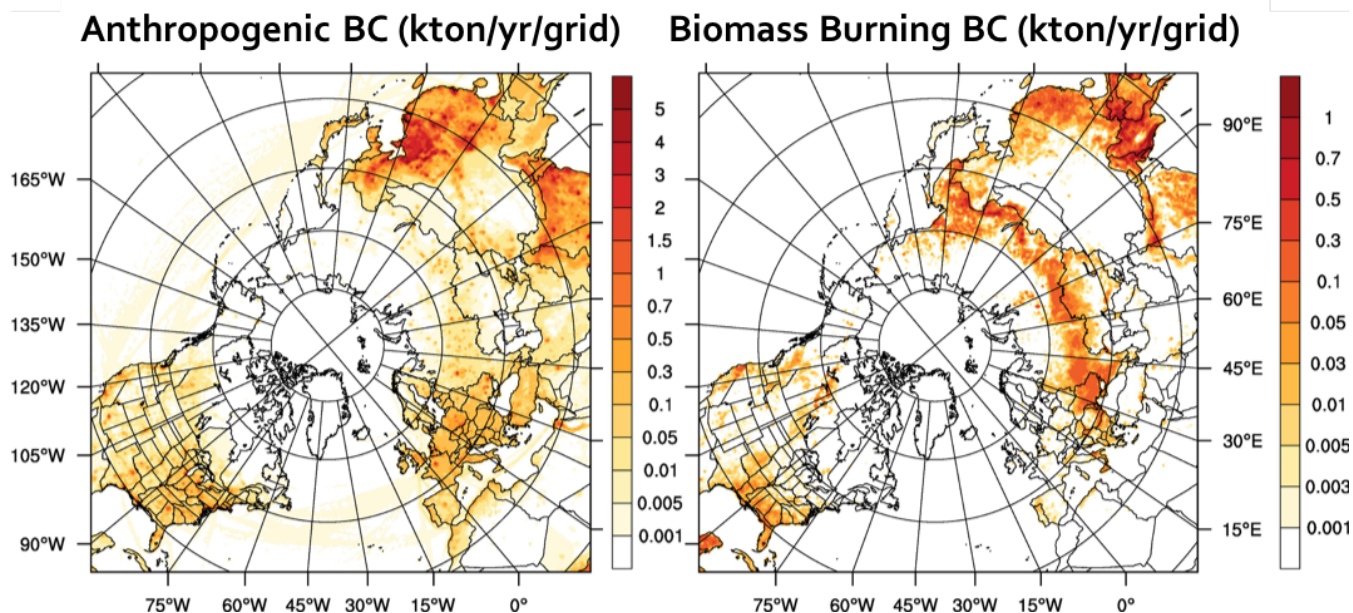 Anthropogenic BC (kton/yr/grid)
Biomass Burning BC (kton/yr/grid)
165°W
150°W
135°W
120°W
105°W
90°W
75°W
60°W
45°W
30°W
15°W
0°
5
4
3
2
1.5
1
0.7
0.5
0.3
0.1
0.05
0.01
0.005
0.001
75°W
60°W
45°W
30°W
15°W
0°
90°E
75°E
60°E
45°E
30°E
15°E
1
0.7
0.5
0.3
0.1
0.05
0.03
0.01
0.005
0.003
0.001